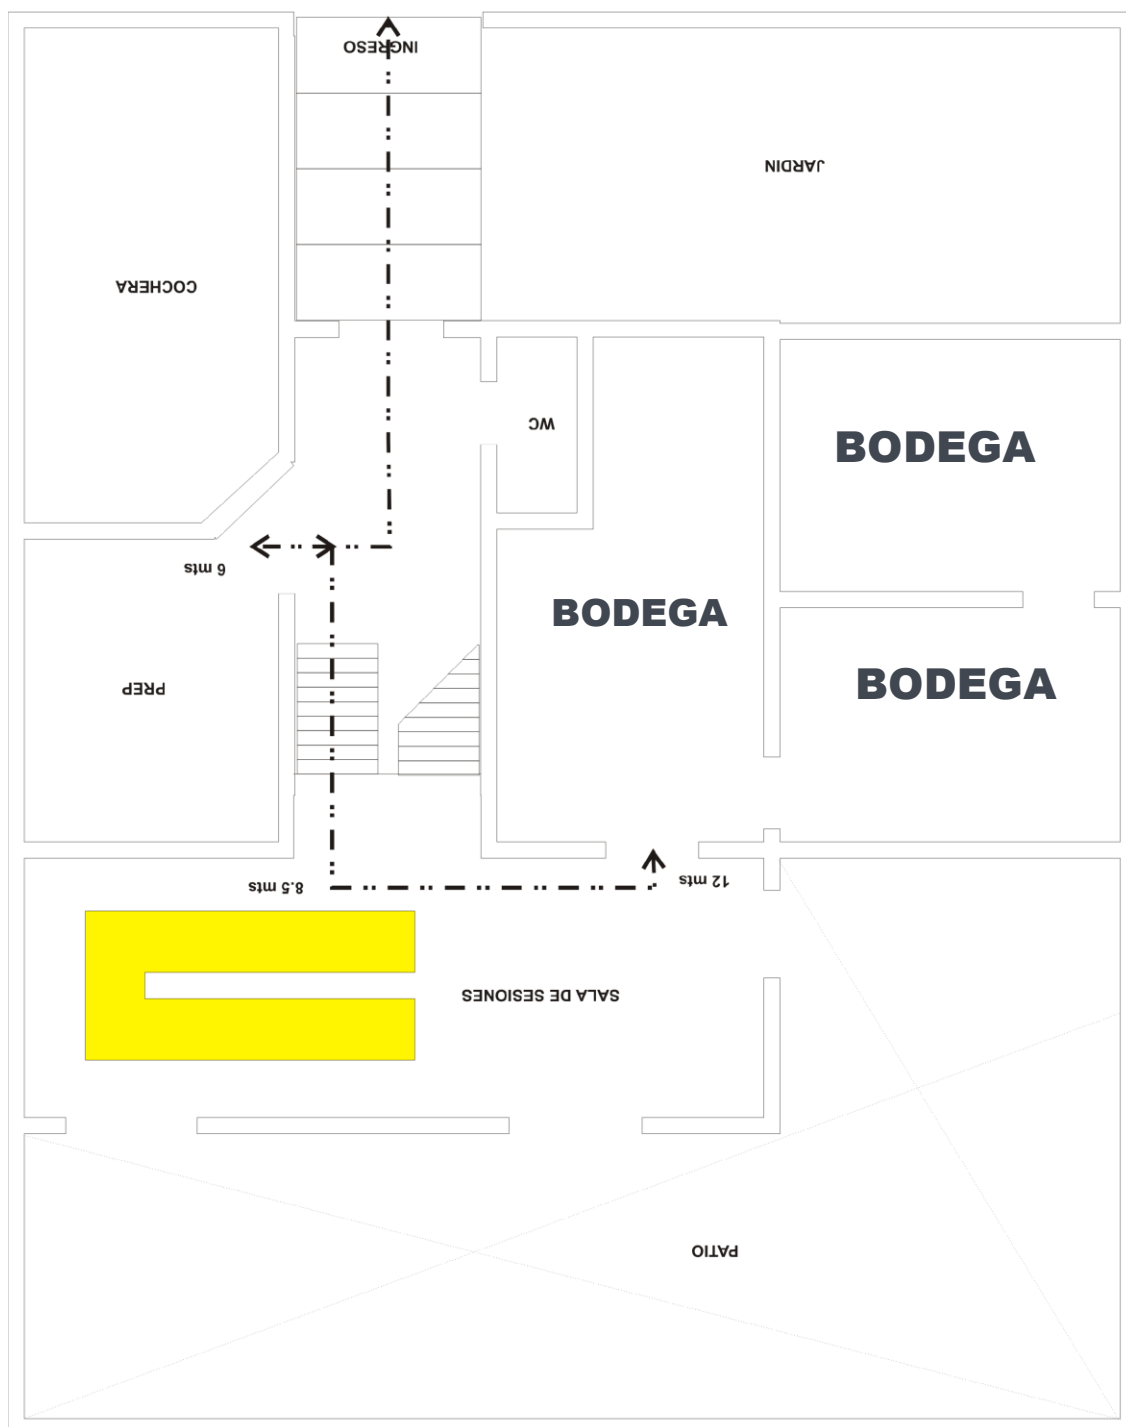 INGRESO
JARDIN
COCHERA
WC
BODEGA
6 mts
BODEGA
PREP
BODEGA
8.5 mts
12 mts
SALA DE SESIONES
PATIO